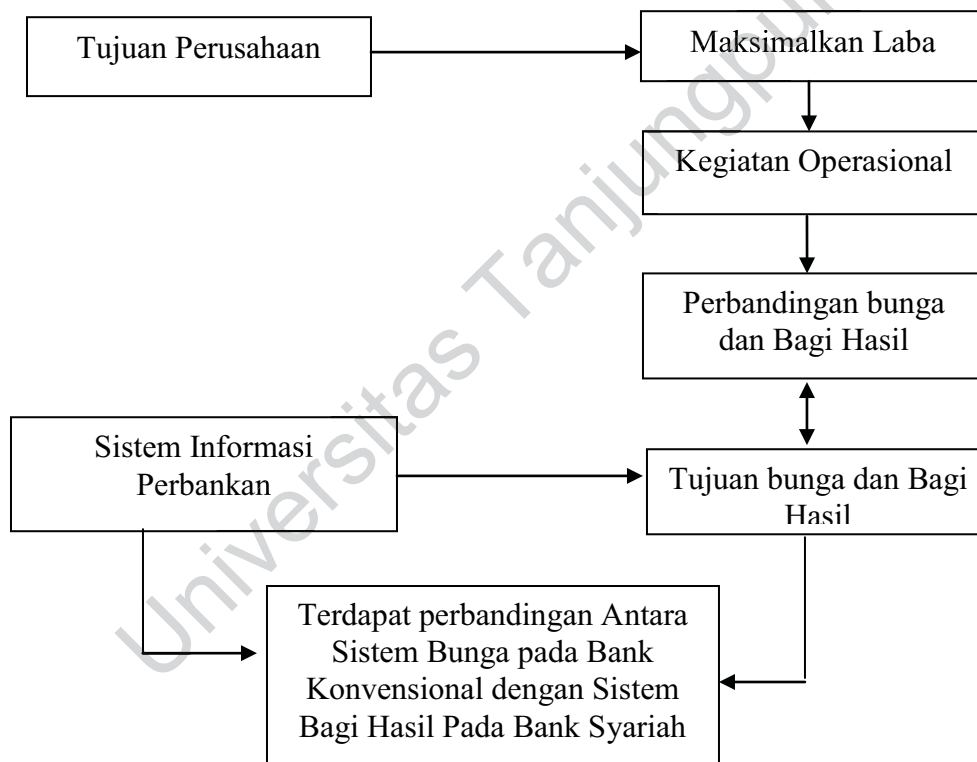 Tujuan Perusahaan
Maksimalkan Laba
Kegiatan Operasional
Perbandingan bunga
dan Bagi Hasil
Sistem Informasi
Perbankan
Tujuan bunga dan Bagi
Hasil
Terdapat perbandingan Antara
Sistem Bunga pada Bank
Konvensional dengan Sistem
Bagi Hasil Pada Bank Syariah
Universitas